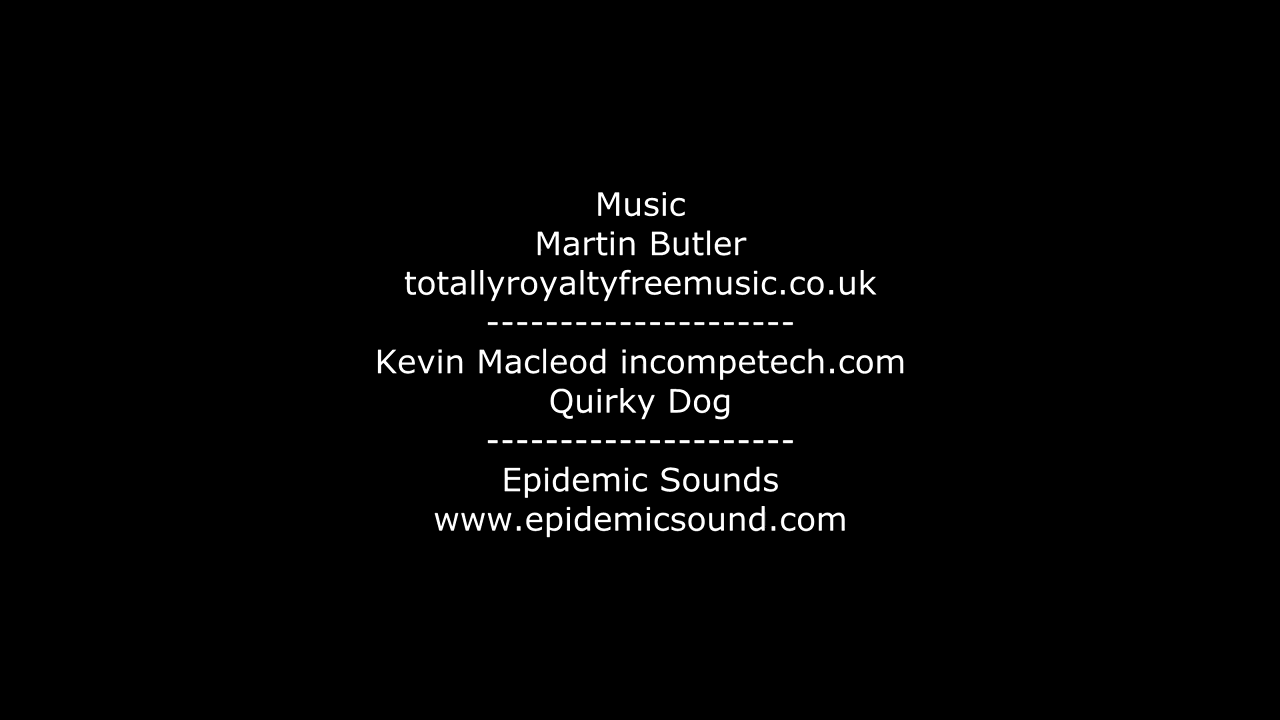 Music
Martin Butler
totallyroyaltyfreemusic.co.uk
---------------------
Kevin Macleod incompetech.com
Quirky Dog
---------------------
Epidemic Sounds
www.epidemicsound.com